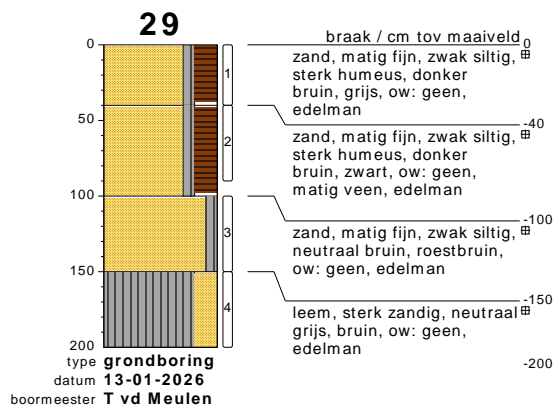 29
braak / cm tov maaiveld
0
0
zand, matig fijn, zwak siltig,
sterk humeus, donker
bruin, grijs, ow: geen,
edelman
1
-40
50
zand, matig fijn, zwak siltig,
sterk humeus, donker
bruin, zwart, ow: geen,
matig veen, edelman
2
100
-100
zand, matig fijn, zwak siltig,
neutraal bruin, roestbruin,
ow: geen, edelman
3
150
-150
leem, sterk zandig, neutraal
grijs, bruin, ow: geen,
edelman
4
200
-200
type grondboring
datum 13-01-2026
boormeester T vd Meulen